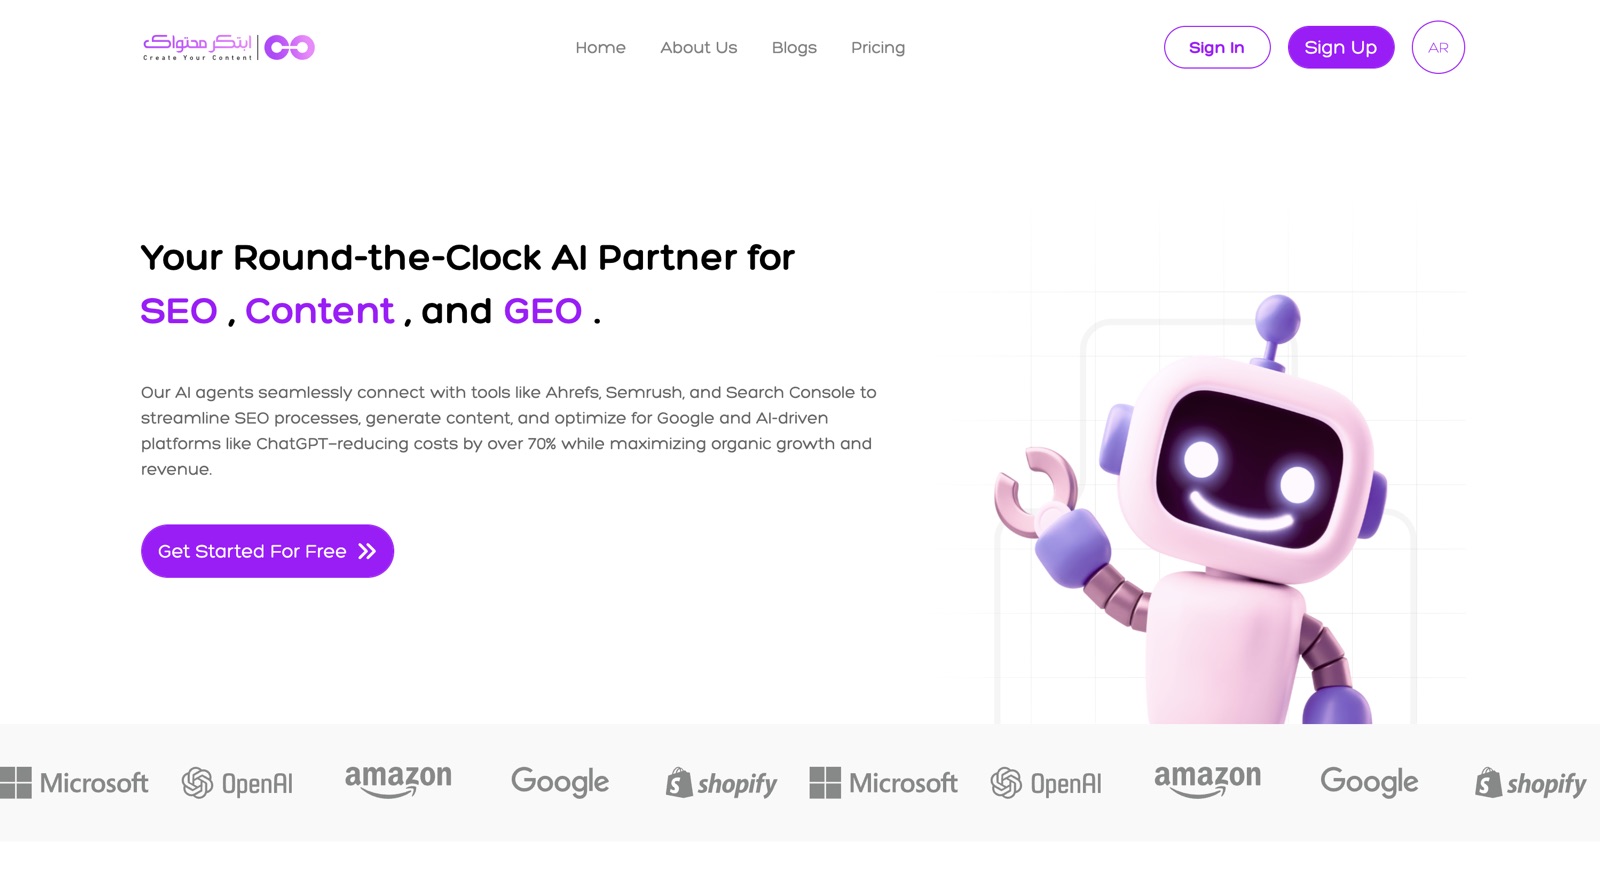 ابتكر محتواك
Create Your Content
Home About Us Blogs Pricing
Sign In Sign Up AR
Your Round-the-Clock AI Partner for
SEO , Content , and GEO .
Our AI agents seamlessly connect with tools like Ahrefs, Semrush, and Search Console to
streamline SEO processes, generate content, and optimize for Google and AI-driven
platforms like ChatGPT—reducing costs by over 70% while maximizing organic growth and
revenue.
Get Started For Free
Microsoft OpenAI amazon Google shopify Microsoft OpenAI amazon Google shopify